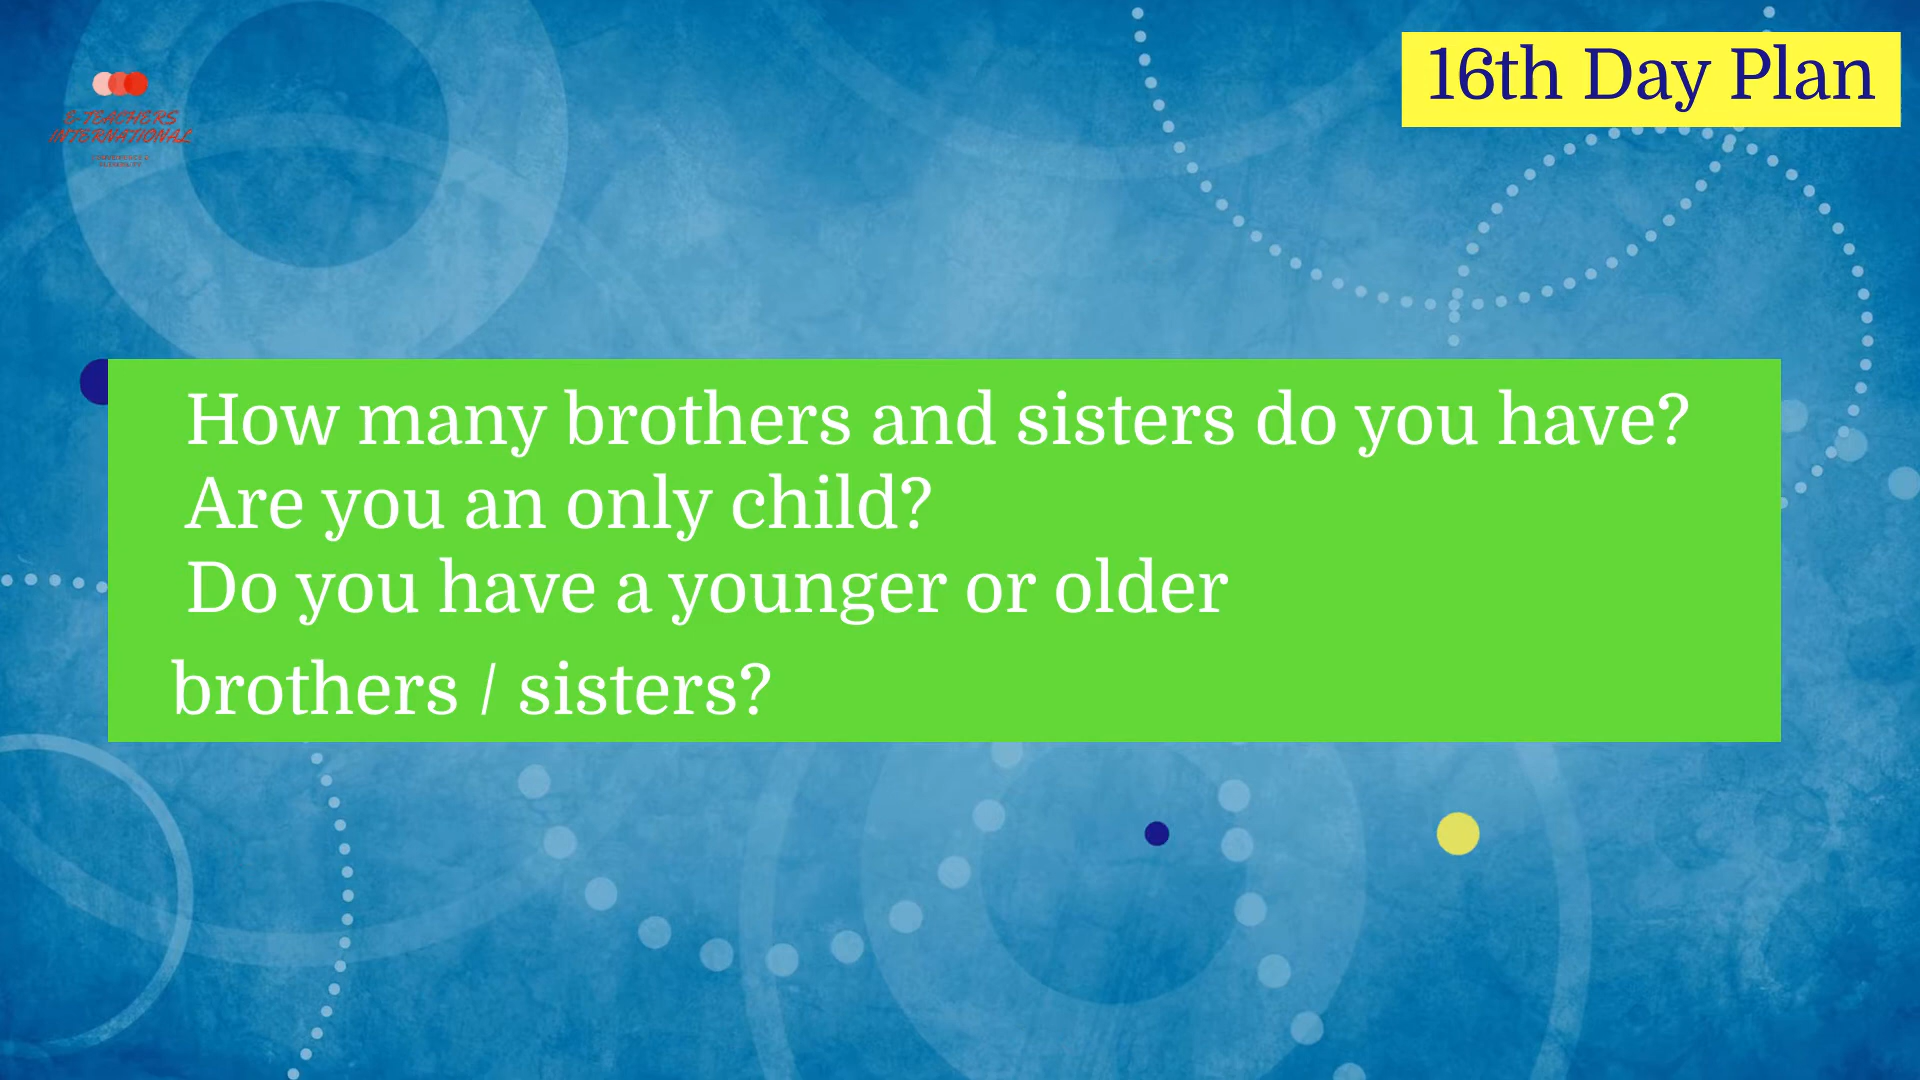 E-TEACHERS
INTERNATIONAL
16th Day Plan
How many brothers and sisters do you have?
Are you an only child?
Do you have a younger or older
brothers / sisters?